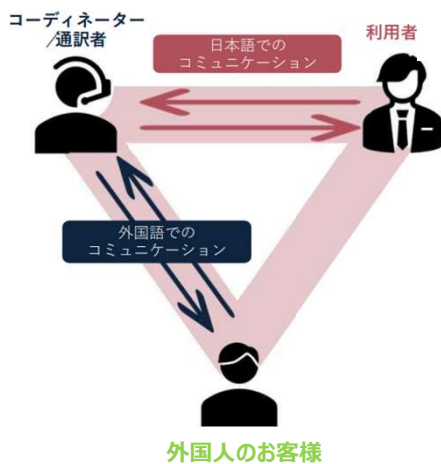 コーディネーター
/通訳者
日本語での
コミュニケーション
利用者
外国語での
コミュニケーション
外国人のお客様